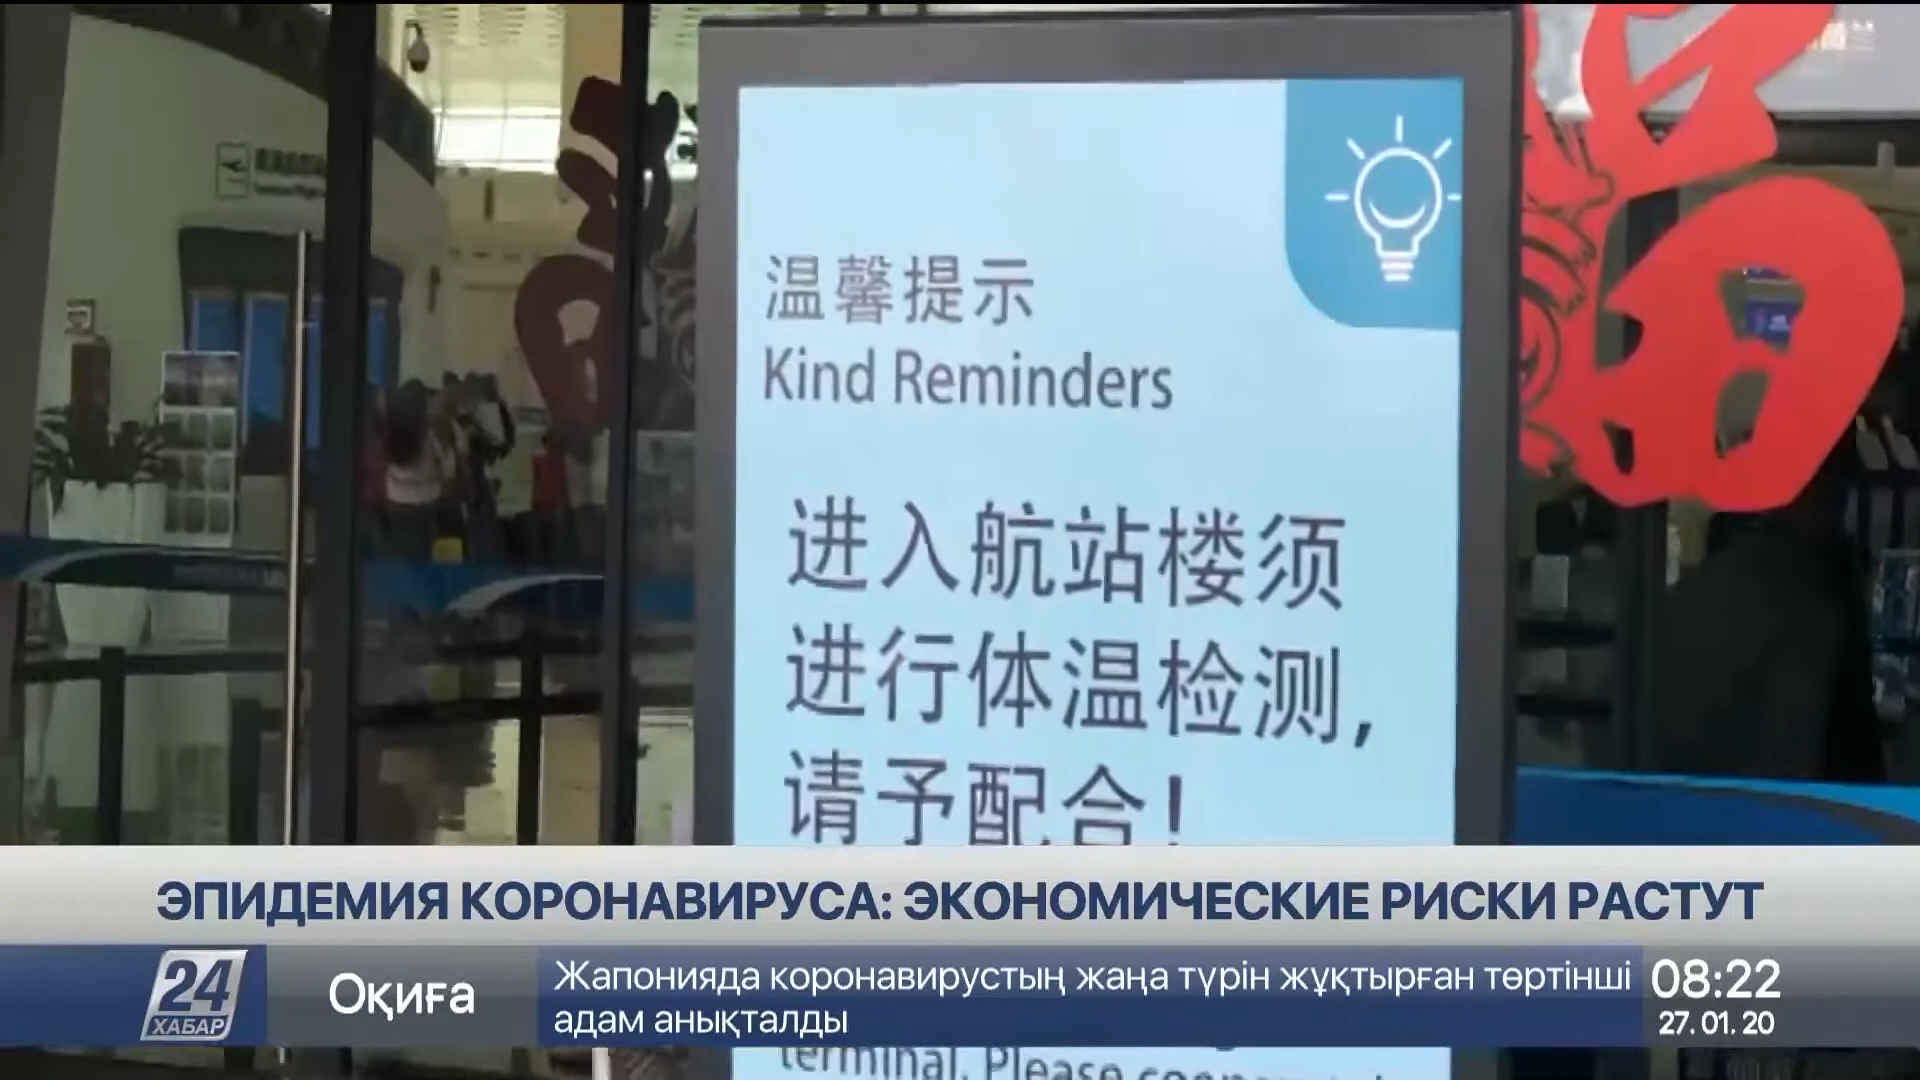 温馨提示
Kind Reminders
进入航站楼须
进行体温检测,
请予配合!
ЭПИДЕМИЯ КОРОНАВИРУСА: ЭКОНОМИЧЕСКИЕ РИСКИ РАСТУТ
24
ХАБАР
Оқиға
Жапонияда коронавирустың жаңа түрін жұқтырған төртінші
адам анықталды
08:22
27. 01. 20
terminal. Please